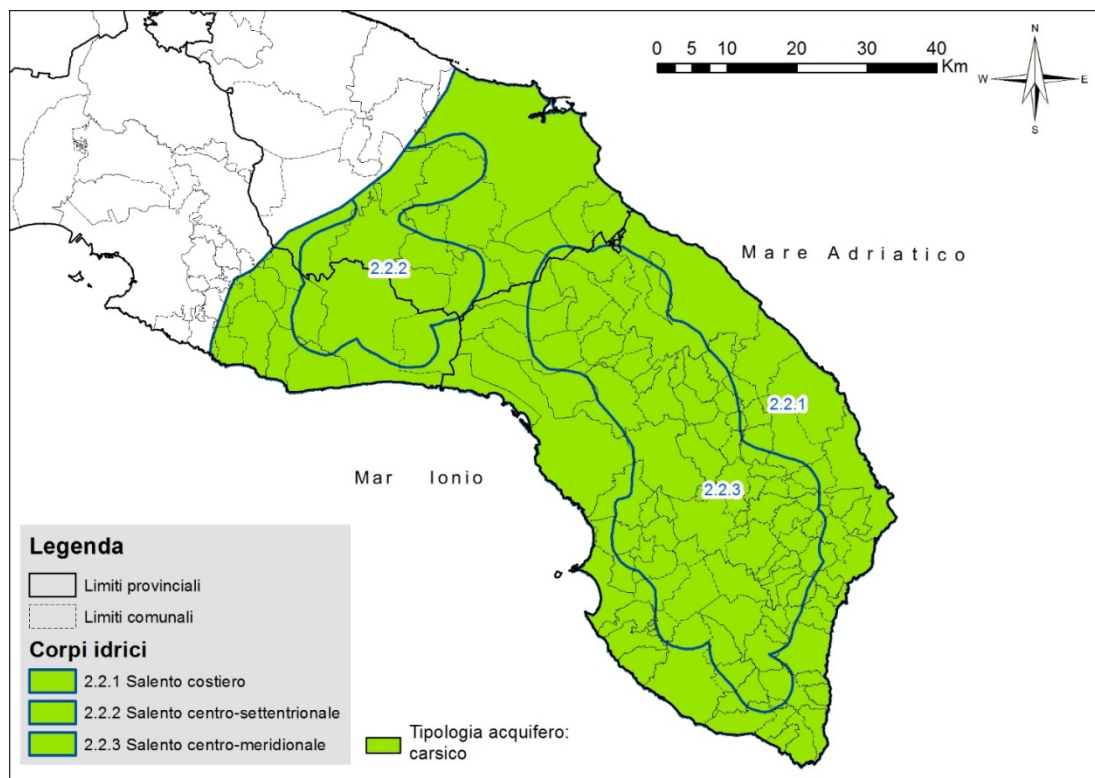 0 5 10 20 30 40
Km
N
W E
S
Mare Adriatico
2.2.2
2.2.1
2.2.3
Mar Ionio
Legenda
Limiti provinciali
Limiti comunali
Corpi idrici
2.2.1 Salento costiero
2.2.2 Salento centro-settentrionale
2.2.3 Salento centro-meridionale
Tipologia acquifero:
carsico